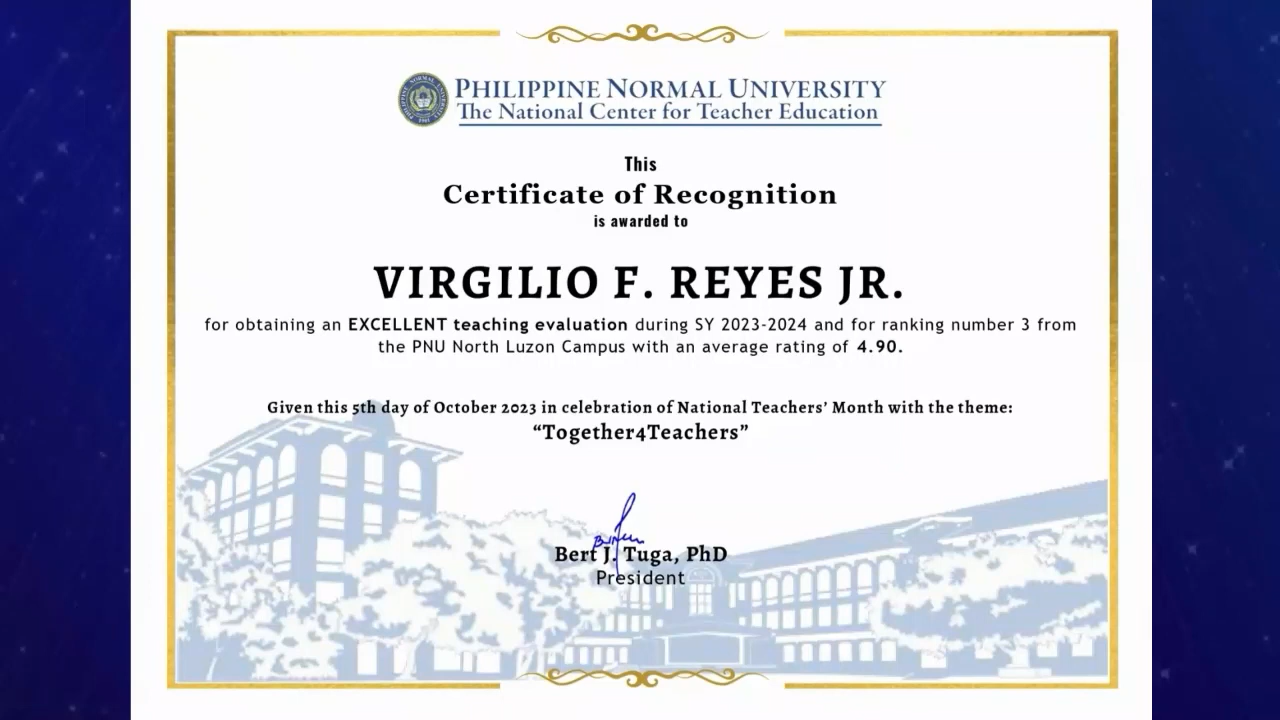 PHILIPPINE NORMAL UNIVERSITY
The National Center for Teacher Education
This
Certificate of Recognition
is awarded to
VIRGILIO F. REYES JR.
for obtaining an EXCELLENT teaching evaluation during SY 2023-2024 and for ranking number 3 from
the PNU North Luzon Campus with an average rating of 4.90.
Given this 5th day of October 2023 in celebration of National Teachers’ Month with the theme:
“Together4Teachers”
Bert J. Tuga, PhD
President